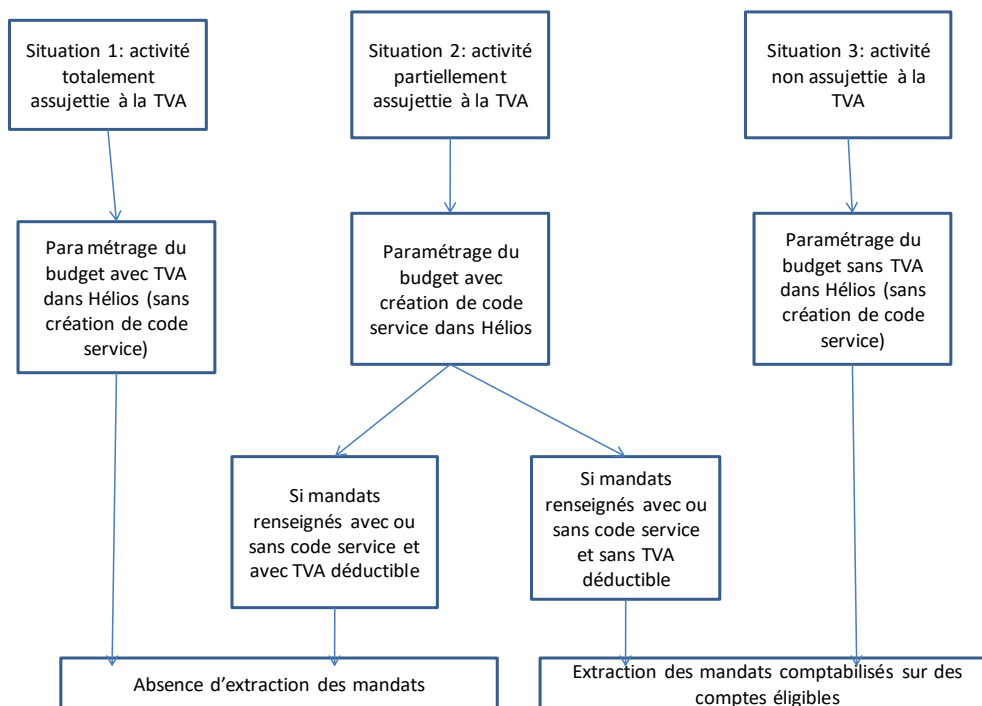 Situation 1: activité
totalement
assujettie à la TVA
Situation 2: activité
partiellement
assujettie à la TVA
Situation 3: activité
non assujettie à la
TVA
Para métrage du
budget avec TVA
dans Hélios (sans
création de code
service)
Paramétrage du
budget avec
création de code
service dans Hélios
Paramétrage du
budget sans TVA
dans Hélios (sans
création de code
service)
Si mandats
renseignés avec ou
sans code service et
avec TVA déductible
Si mandats
renseignés avec ou
sans code service
et sans TVA
déductible
Absence d’extraction des mandats
Extraction des mandats comptabilisés sur des
comptes éligibles